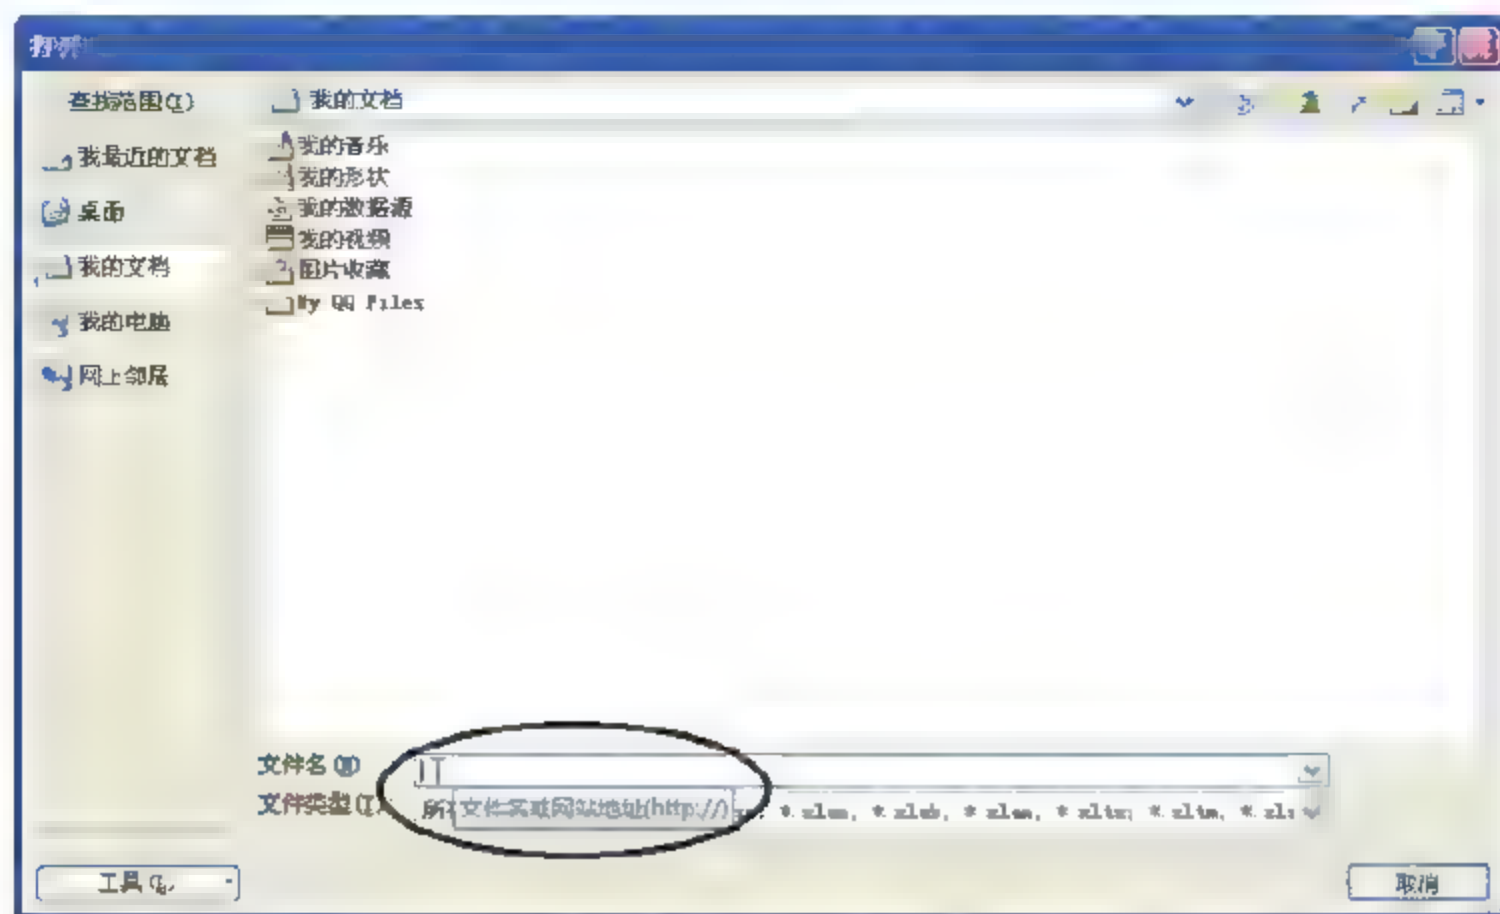 打开
查找范围(I)
我的文档
我最近的文档
桌面
我的文档
我的电脑
网上邻居
我的音乐
我的形状
我的数据源
我的视频
图片收藏
My QQ Files
文件名(N)
文件类型(T)
所有
文件名或网站地址(http://)
工具(L)
取消